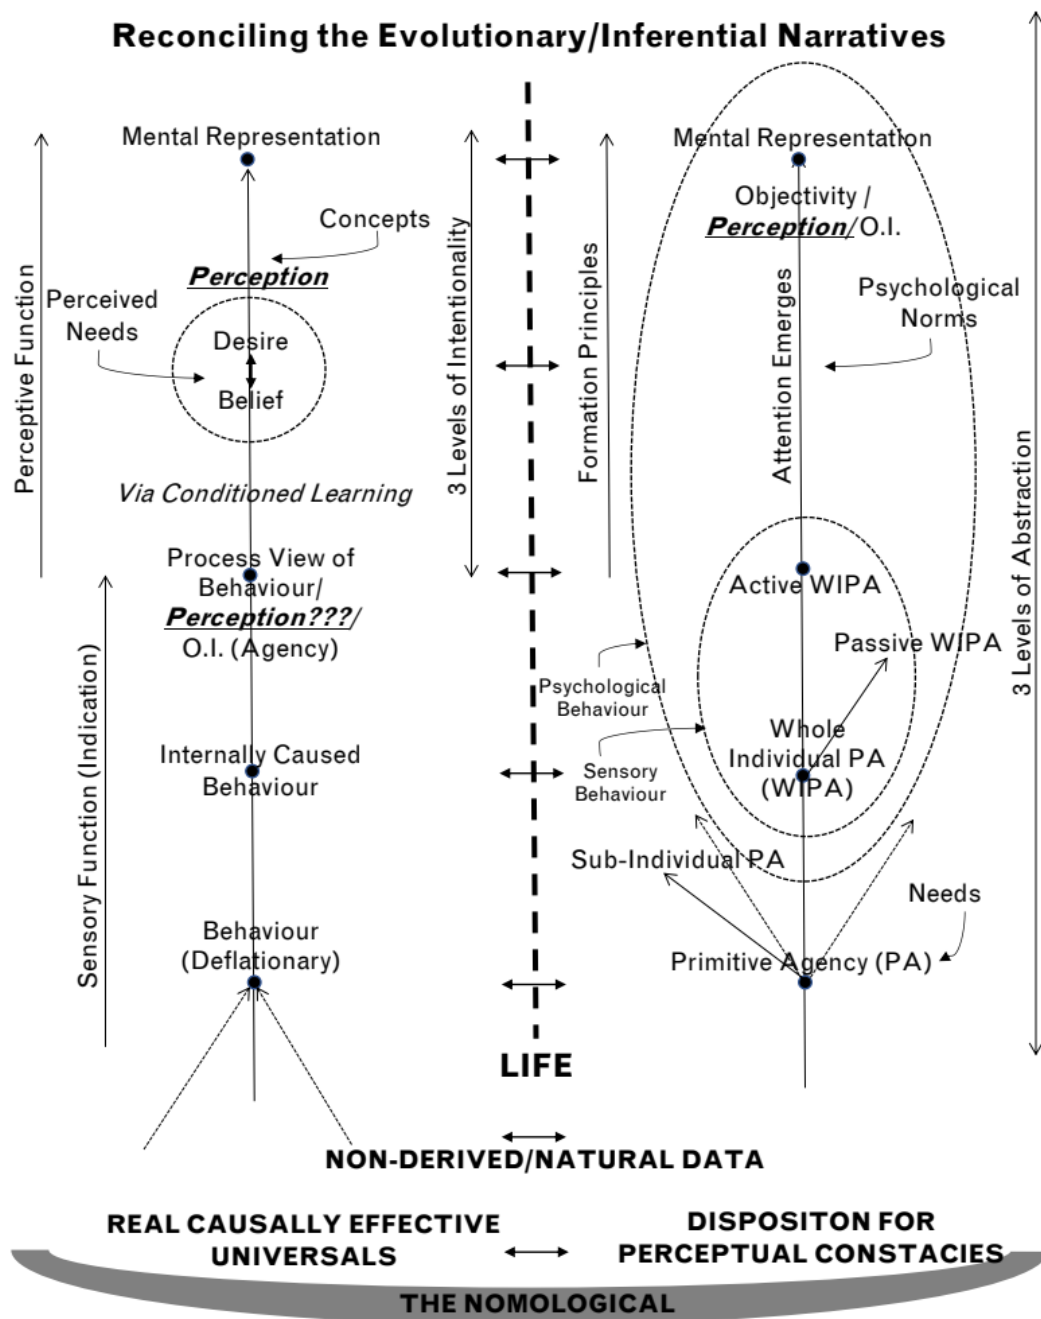 Reconciling the Evolutionary/Inferential Narratives
Mental Representation
Concepts
Perception
Perceived
Needs
Desire
Belief
Via Conditioned Learning
Process View of
Behaviour/
Perception???/
O.I. (Agency)
Internally Caused
Behaviour
Behaviour
(Deflationary)
Perceptive Function
Sensory Function (Indication)
3 Levels of Intentionality
Formation Principles
Mental Representation
Objectivity /
Perception/O.I.
Psychological
Norms
Attention Emerges
Active WIPA
Passive WIPA
Psychological
Behaviour
Whole
Individual PA
(WIPA)
Sensory
Behaviour
Sub-Individual PA
Needs
Primitive Agency (PA)
3 Levels of Abstraction
LIFE
NON-DERIVED/NATURAL DATA
REAL CAUSALLY EFFECTIVE
UNIVERSALS
DISPOSITON FOR
PERCEPTUAL CONSTACIES
THE NOMOLOGICAL